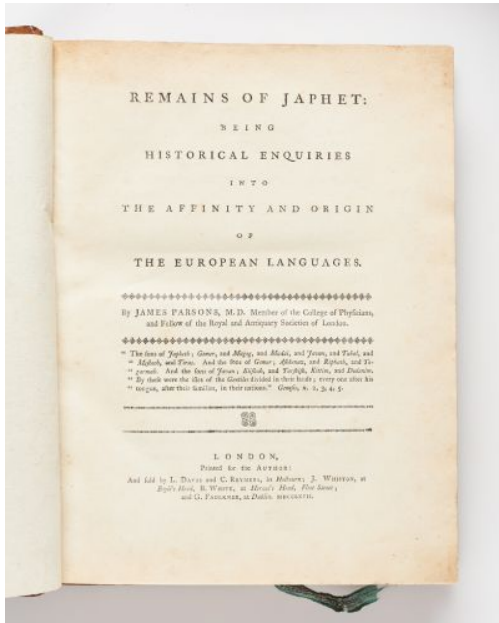 REMAINS OF JAPHET:
BEING
HISTORICAL ENQUIRIES
INTO
THE AFFINITY AND ORIGIN
OF
THE EUROPEAN LANGUAGES.
By JAMES PARSONS, M.D. Member of the College of Physicians,
and Fellow of the Royal and Antiquary Societies of London.
" The sons of Japheth; Gomer, and Magog, and Madai, and Javan, and Tubal, and
" Meshech, and Tiras. And the sons of Gomer; Ashkenaz, and Riphath, and To-
" garmah. And the sons of Javan; Elishah, and Tarshish, Kittim, and Dodanim.
" By these were the isles of the Gentiles divided in their lands; every one after his
" tongue, after their families, in their nations." Genesis, x. 2, 3, 4, 5.
LONDON,
Printed for the AUTHOR:
And sold by L. DAVIS and C. REYMERS, in Holbourn; J. WHISTON, at
Boyle's Head, B. WHITE, at Horace's Head, Fleet Street;
and G. FAULKNER, at Dublin. MDCCLXVII.